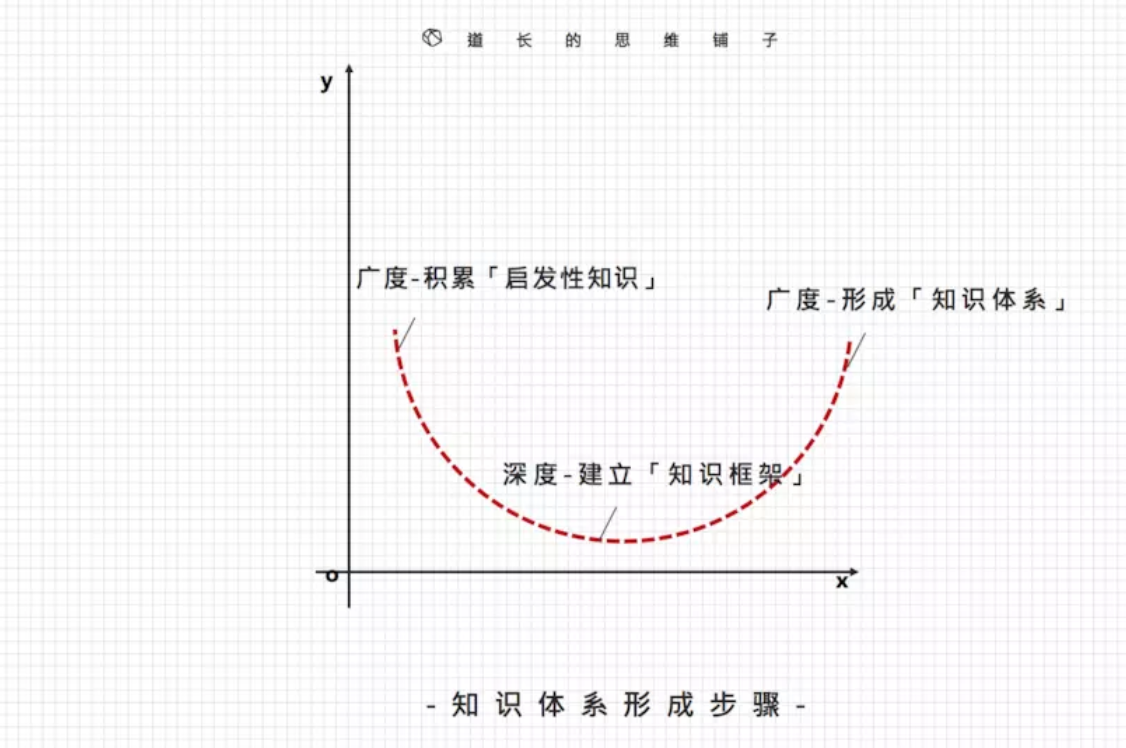 道长的思维铺子
y
广度-积累「启发性知识」
广度-形成「知识体系」
深度-建立「知识框架」
o
x
-知识体系形成步骤-